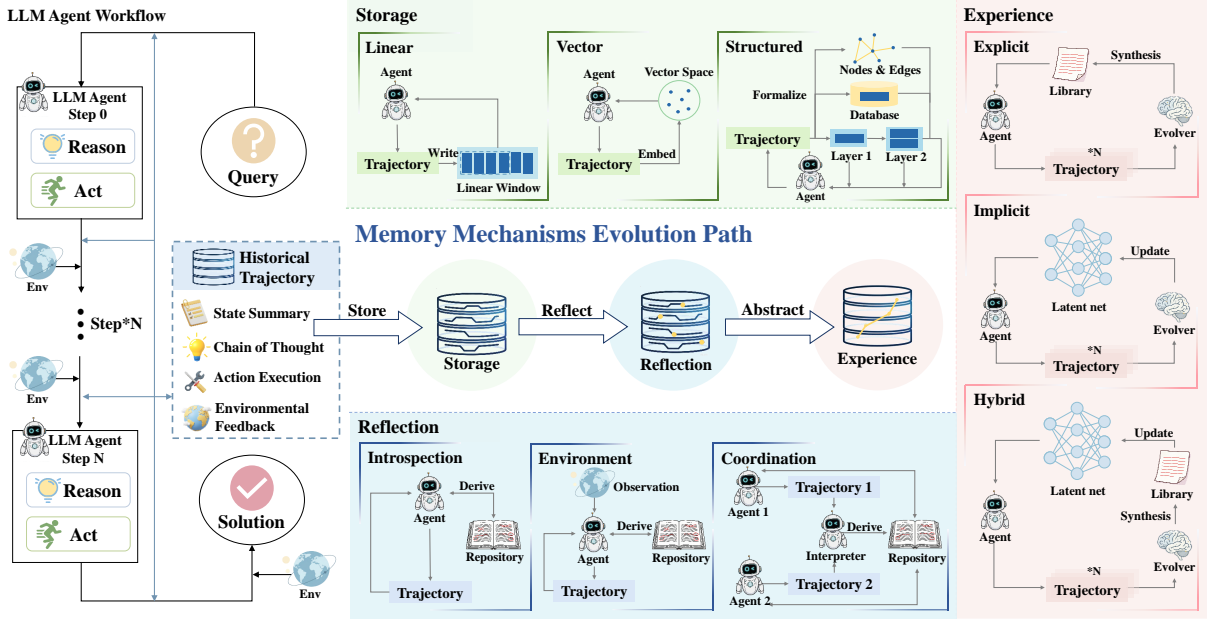 LLM Agent Workflow
LLM Agent
Step 0
Reason
Act
Query
Env
Step*N
Env
LLM Agent
Step N
Reason
Act
Solution
Env
Historical
Trajectory
State Summary
Chain of Thought
Action Execution
Environmental
Feedback
Storage
Linear
Agent
Trajectory
Write
Linear Window
Vector
Agent
Vector Space
Trajectory
Embed
Structured
Nodes & Edges
Formalize
Database
Trajectory
Layer 1
Layer 2
Agent
Memory Mechanisms Evolution Path
Store
Storage
Reflect
Reflection
Abstract
Experience
Reflection
Introspection
Agent
Derive
Repository
Trajectory
Environment
Observation
Agent
Derive
Repository
Trajectory
Coordination
Agent 1
Trajectory 1
Interpreter
Derive
Repository
Agent 2
Trajectory 2
Experience
Explicit
Synthesis
Library
Agent
Evolver
*N
Trajectory
Implicit
Update
Latent net
Agent
Evolver
*N
Trajectory
Hybrid
Update
Latent net
Library
Agent
Synthesis
Evolver
*N
Trajectory